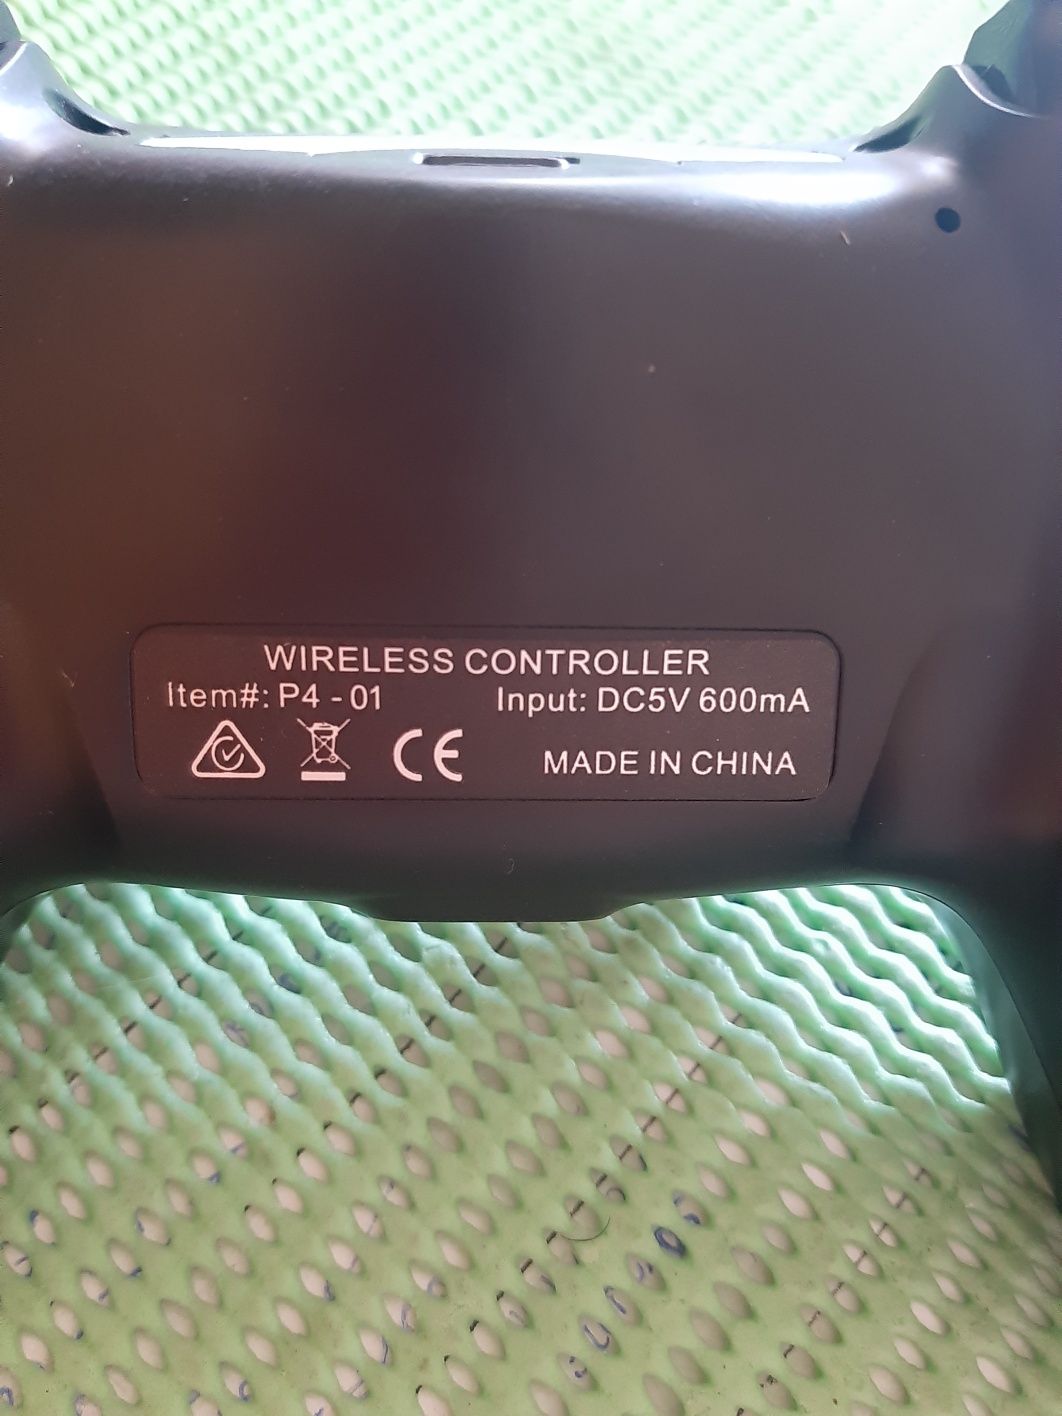 WIRELESS CONTROLLER
Item#: P4 - 01 Input: DC5V 600mA
CE MADE IN CHINA